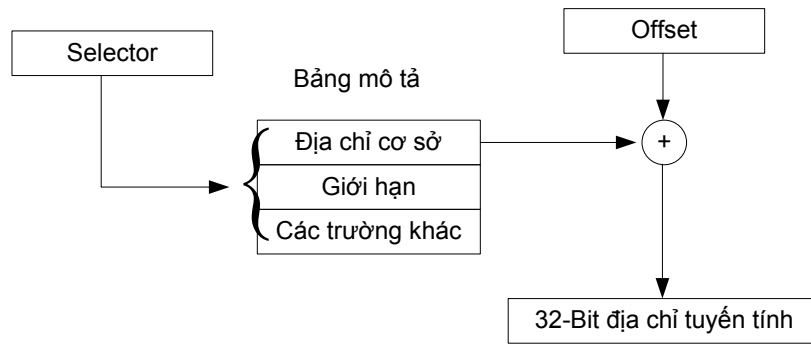 Selector
Offset
Bảng mô tả
Địa chỉ cơ sở
+
Giới hạn
Các trường khác
32-Bit địa chỉ tuyến tính